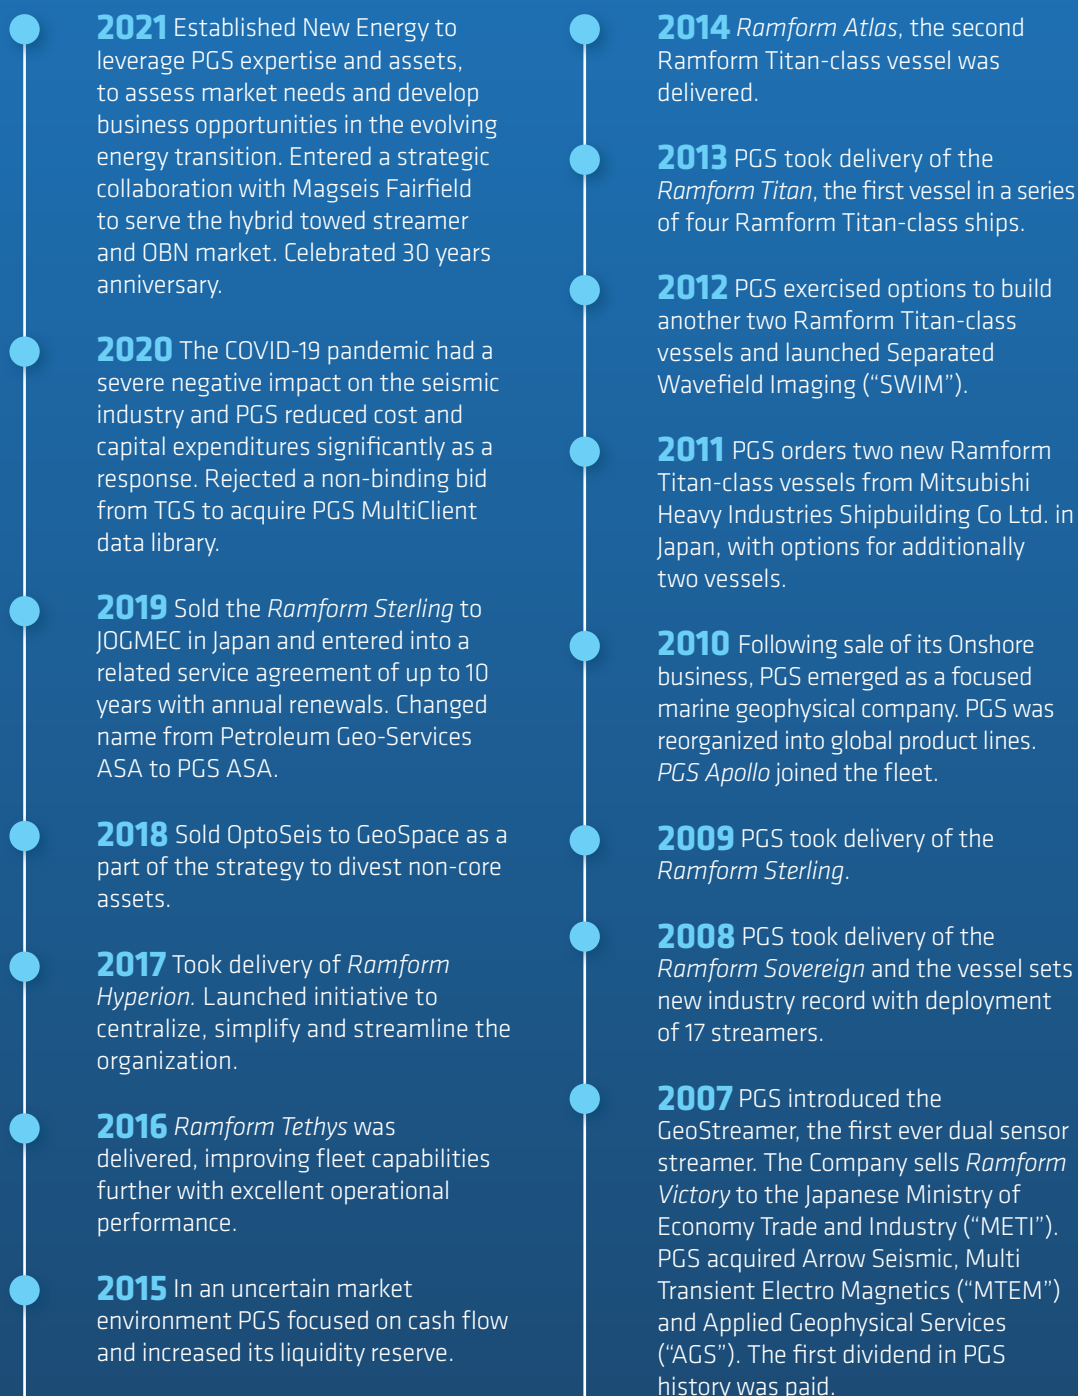 2021 Established New Energy to
leverage PGS expertise and assets,
to assess market needs and develop
business opportunities in the evolving
energy transition. Entered a strategic
collaboration with Magseis Fairfield
to serve the hybrid towed streamer
and OBN market. Celebrated 30 years
anniversary.
2020 The COVID-19 pandemic had a
severe negative impact on the seismic
industry and PGS reduced cost and
capital expenditures significantly as a
response. Rejected a non-binding bid
from TGS to acquire PGS MultiClient
data library.
2019 Sold the Ramform Sterling to
JOGMEC in Japan and entered into a
related service agreement of up to 10
years with annual renewals. Changed
name from Petroleum Geo-Services
ASA to PGS ASA.
2018 Sold OptoSeis to GeoSpace as a
part of the strategy to divest non-core
assets.
2017 Took delivery of Ramform
Hyperion. Launched initiative to
centralize, simplify and streamline the
organization.
2016 Ramform Tethys was
delivered, improving fleet capabilities
further with excellent operational
performance.
2015 In an uncertain market
environment PGS focused on cash flow
and increased its liquidity reserve.
2014 Ramform Atlas, the second
Ramform Titan-class vessel was
delivered.
2013 PGS took delivery of the
Ramform Titan, the first vessel in a series
of four Ramform Titan-class ships.
2012 PGS exercised options to build
another two Ramform Titan-class
vessels and launched Separated
Wavefield Imaging (“SWIM”).
2011 PGS orders two new Ramform
Titan-class vessels from Mitsubishi
Heavy Industries Shipbuilding Co Ltd. in
Japan, with options for additionally
two vessels.
2010 Following sale of its Onshore
business, PGS emerged as a focused
marine geophysical company. PGS was
reorganized into global product lines.
PGS Apollo joined the fleet.
2009 PGS took delivery of the
Ramform Sterling.
2008 PGS took delivery of the
Ramform Sovereign and the vessel sets
new industry record with deployment
of 17 streamers.
2007 PGS introduced the
GeoStreamer, the first ever dual sensor
streamer. The Company sells Ramform
Victory to the Japanese Ministry of
Economy Trade and Industry (“METI”).
PGS acquired Arrow Seismic, Multi
Transient Electro Magnetics (“MTEM”)
and Applied Geophysical Services
(“AGS”). The first dividend in PGS
history was paid.